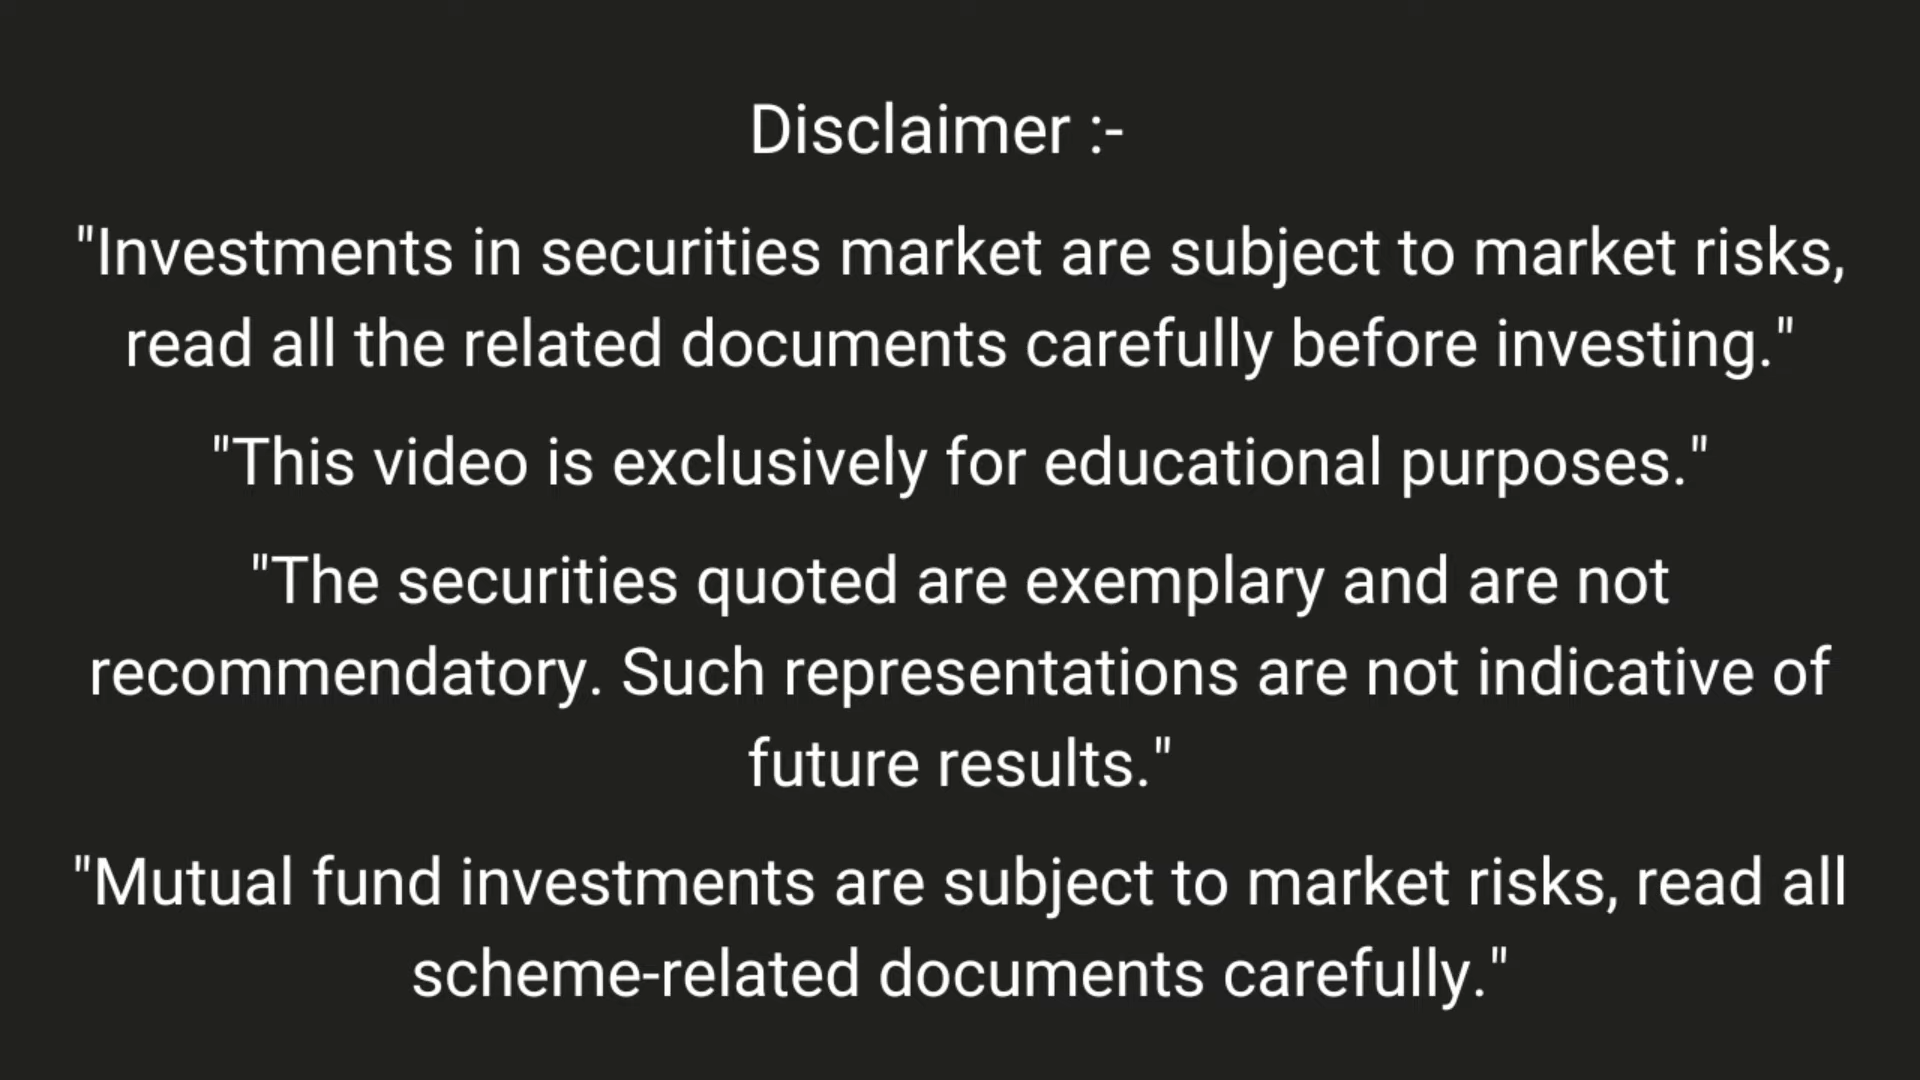 Disclaimer :-
"Investments in securities market are subject to market risks,
read all the related documents carefully before investing."
"This video is exclusively for educational purposes."
"The securities quoted are exemplary and are not
recommendatory. Such representations are not indicative of
future results."
"Mutual fund investments are subject to market risks, read all
scheme-related documents carefully."